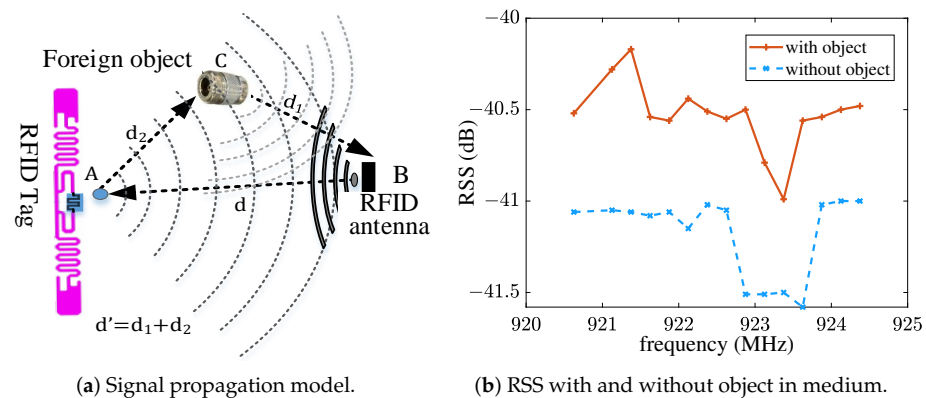 Foreign object
C
d₁
d₂
RFID Tag
A
B
d
RFID
antenna
d'=d₁+d₂
(a) Signal propagation model.
−40
−40.5
−41
−41.5
RSS (dB)
with object
without object
920 921 922 923 924 925
frequency (MHz)
(b) RSS with and without object in medium.